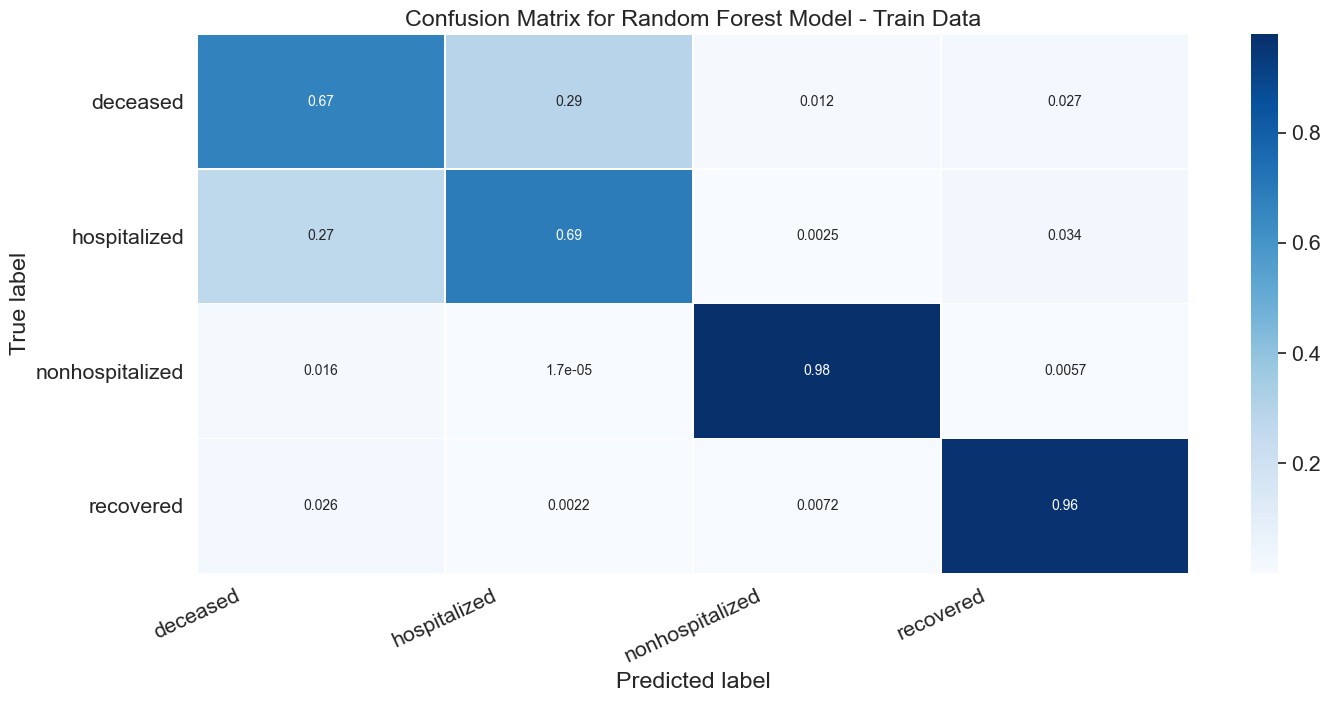 Confusion Matrix for Random Forest Model - Train Data
True label
deceased
0.67 0.29 0.012 0.027
hospitalized
0.27 0.69 0.0025 0.034
nonhospitalized
0.016 1.7e-05 0.98 0.0057
recovered
0.026 0.0022 0.0072 0.96
deceased hospitalized nonhospitalized recovered
Predicted label
0.8
0.6
0.4
0.2